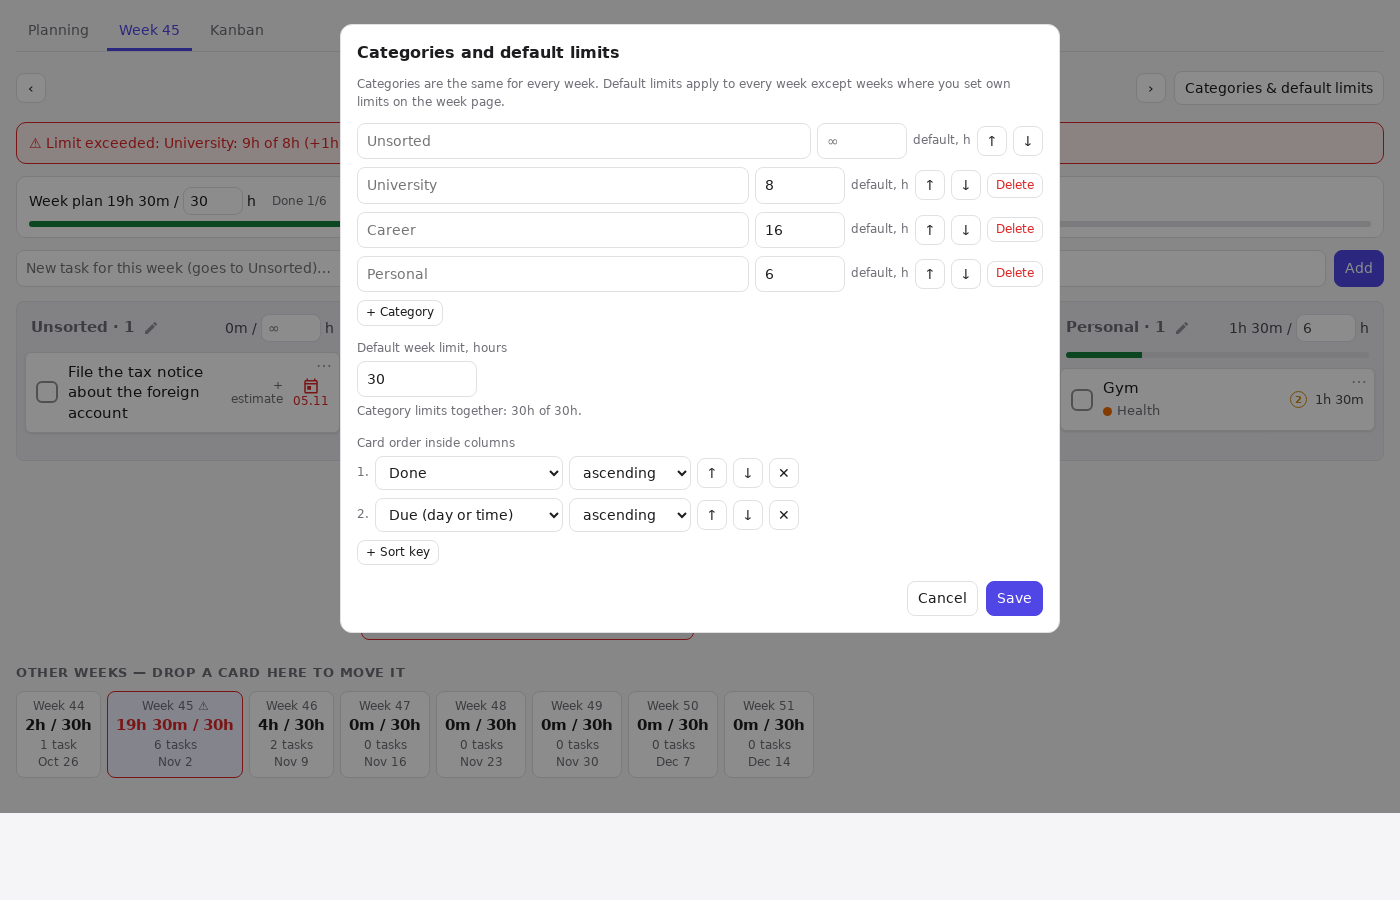 Planning Week 45 Kanban
‹
› Categories & default limits
⚠ Limit exceeded: University: 9h of 8h (+1h
Week plan 19h 30m / 30 h Done 1/6
New task for this week (goes to Unsorted)...
Add
Unsorted · 1 0m / ∞ h
...
File the tax notice
about the foreign
account
+
estimate
05.11
Categories and default limits
Categories are the same for every week. Default limits apply to every week except weeks where you set own
limits on the week page.
Unsorted ∞ default, h ↑ ↓
University 8 default, h ↑ ↓ Delete
Career 16 default, h ↑ ↓ Delete
Personal 6 default, h ↑ ↓ Delete
+ Category
Default week limit, hours
30
Category limits together: 30h of 30h.
Card order inside columns
1. Done ascending ↑ ↓ ✕
2. Due (day or time) ascending ↑ ↓ ✕
+ Sort key
Cancel Save
Personal · 1 1h 30m / 6 h
...
Gym
Health
2 1h 30m
OTHER WEEKS — DROP A CARD HERE TO MOVE IT
Week 44
2h / 30h
1 task
Oct 26
Week 45 ⚠
19h 30m / 30h
6 tasks
Nov 2
Week 46
4h / 30h
2 tasks
Nov 9
Week 47
0m / 30h
0 tasks
Nov 16
Week 48
0m / 30h
0 tasks
Nov 23
Week 49
0m / 30h
0 tasks
Nov 30
Week 50
0m / 30h
0 tasks
Dec 7
Week 51
0m / 30h
0 tasks
Dec 14